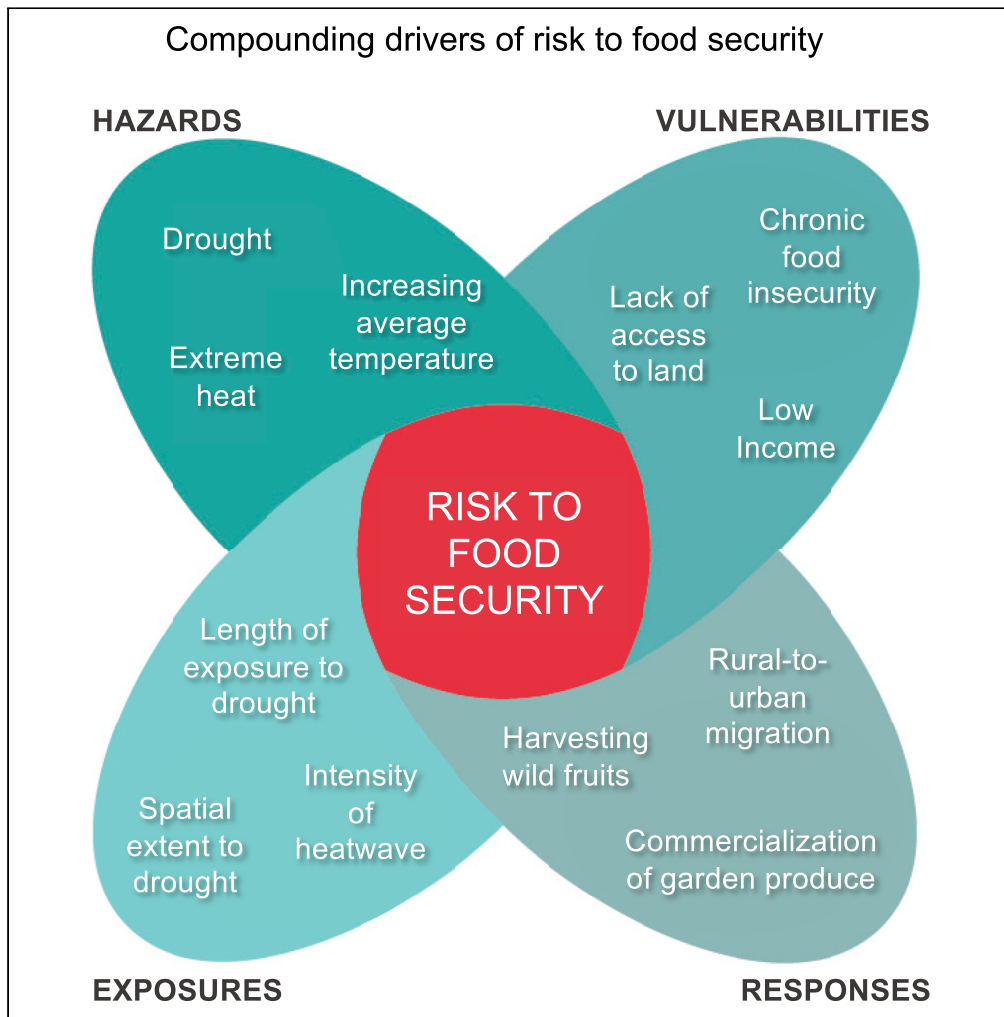 Compounding drivers of risk to food security
HAZARDS
VULNERABILITIES
Drought
Increasing
average
temperature
Extreme
heat
Chronic
food
insecurity
Lack of
access
to land
Low
Income
RISK TO
FOOD
SECURITY
Length of
exposure to
drought
Intensity
of
heatwave
Spatial
extent to
drought
Rural-to-
urban
migration
Harvesting
wild fruits
Commercialization
of garden produce
EXPOSURES
RESPONSES